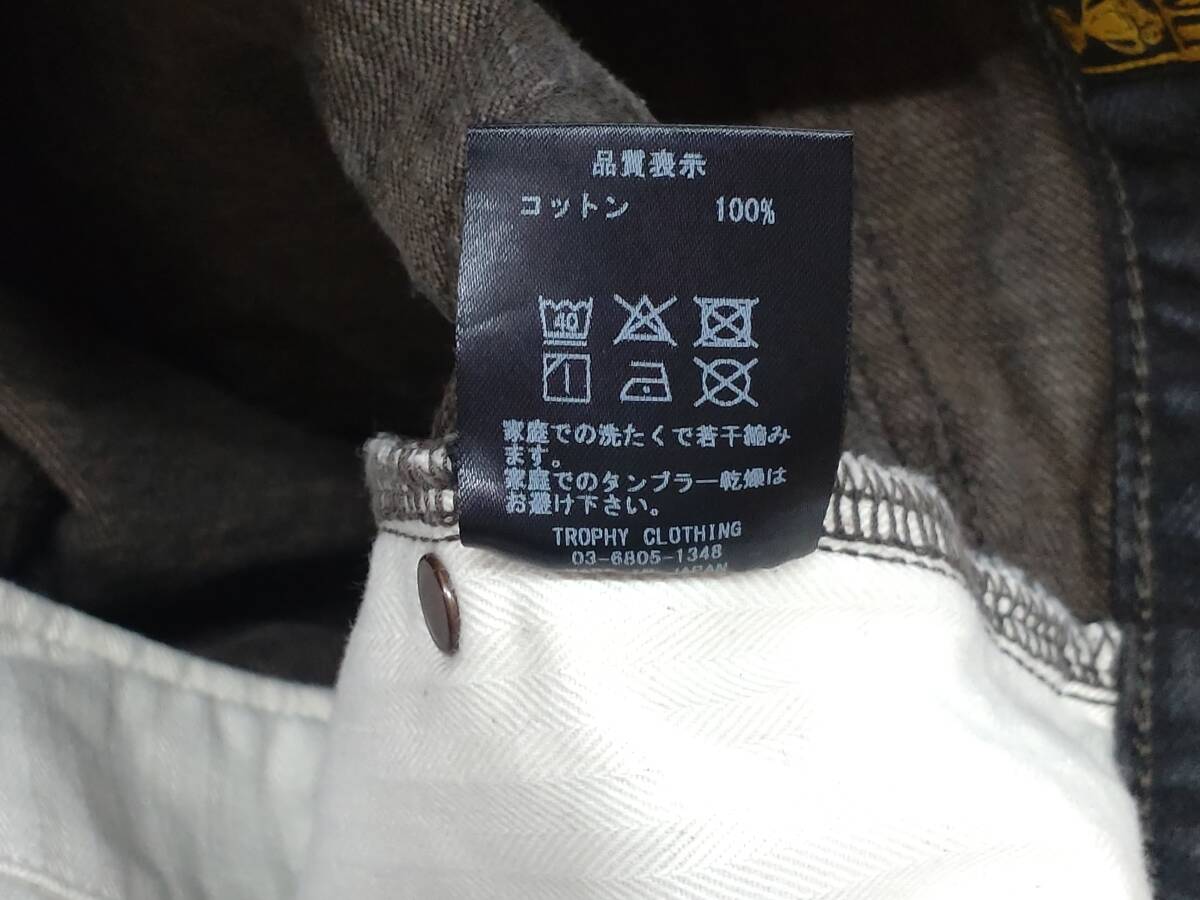 品質表示
コットン 100%
40
家庭での洗たくで若干縮み
ます。
家庭でのタンブラー乾燥は
お避け下さい。
TROPHY CLOTHING
03-6805-1348
JAPAN